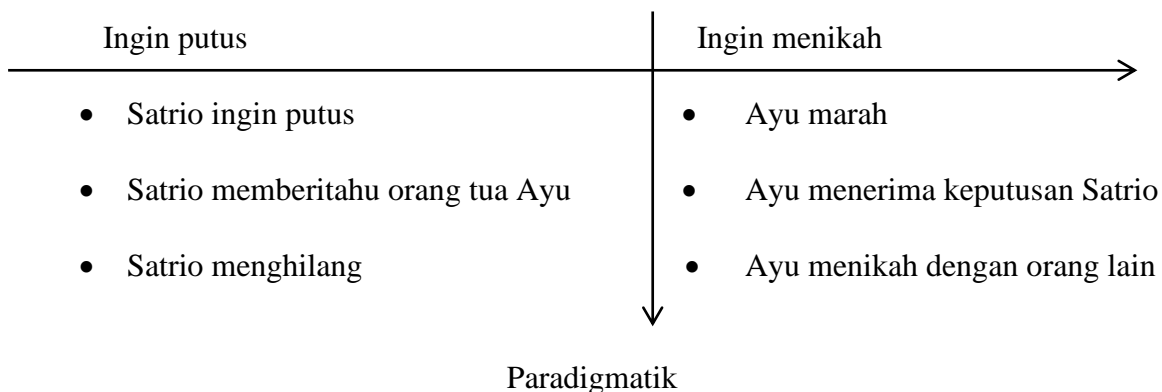 Ingin putus
Ingin menikah
• Satrio ingin putus
• Ayu marah
• Satrio memberitahu orang tua Ayu
• Ayu menerima keputusan Satrio
• Satrio menghilang
• Ayu menikah dengan orang lain
Paradigmatik